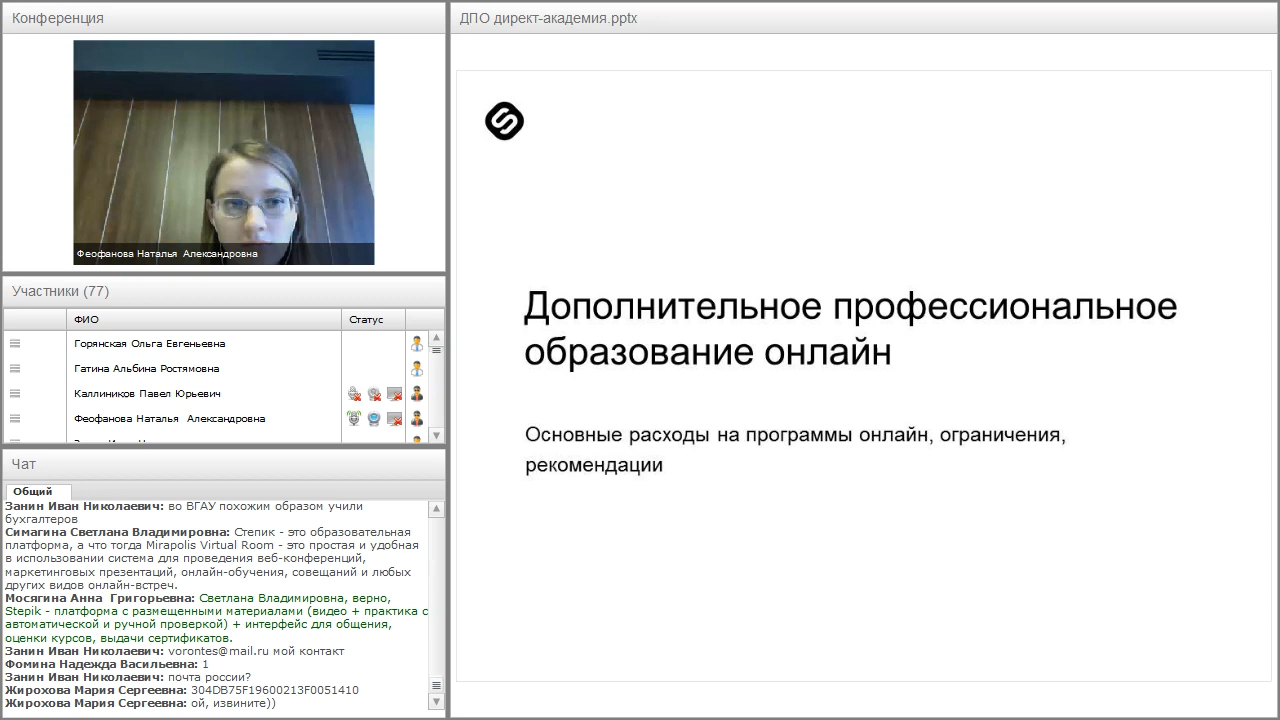 Конференция
Феофанова Наталья Александровна
Участники (77)
ФИО
Статус
Горянская Ольга Евгеньевна
Гатина Альбина Ростямовна
Каллиников Павел Юрьевич
Феофанова Наталья Александровна
Чат
Общий
Занин Иван Николаевич: во ВГАУ похожим образом учили
бухгалтеров
Симагина Светлана Владимировна: Степик - это образовательная
платформа, а что тогда Mirapolis Virtual Room - это простая и удобная
в использовании система для проведения веб-конференций,
маркетинговых презентаций, онлайн-обучения, совещаний и любых
других видов онлайн-встреч.
Мосягина Анна Григорьевна: Светлана Владимировна, верно,
Stepik - платформа с размещенными материалами (видео + практика с
автоматической и ручной проверкой) + интерфейс для общения,
оценки курсов, выдачи сертификатов.
Занин Иван Николаевич: vorontes@mail.ru мой контакт
Фомина Надежда Васильевна: 1
Занин Иван Николаевич: почта россии?
Жирохова Мария Сергеевна: 304DB75F19600213F0051410
Жирохова Мария Сергеевна: ой, извините))
ДПО директ-академия.pptx
Дополнительное профессиональное
образование онлайн
Основные расходы на программы онлайн, ограничения,
рекомендации